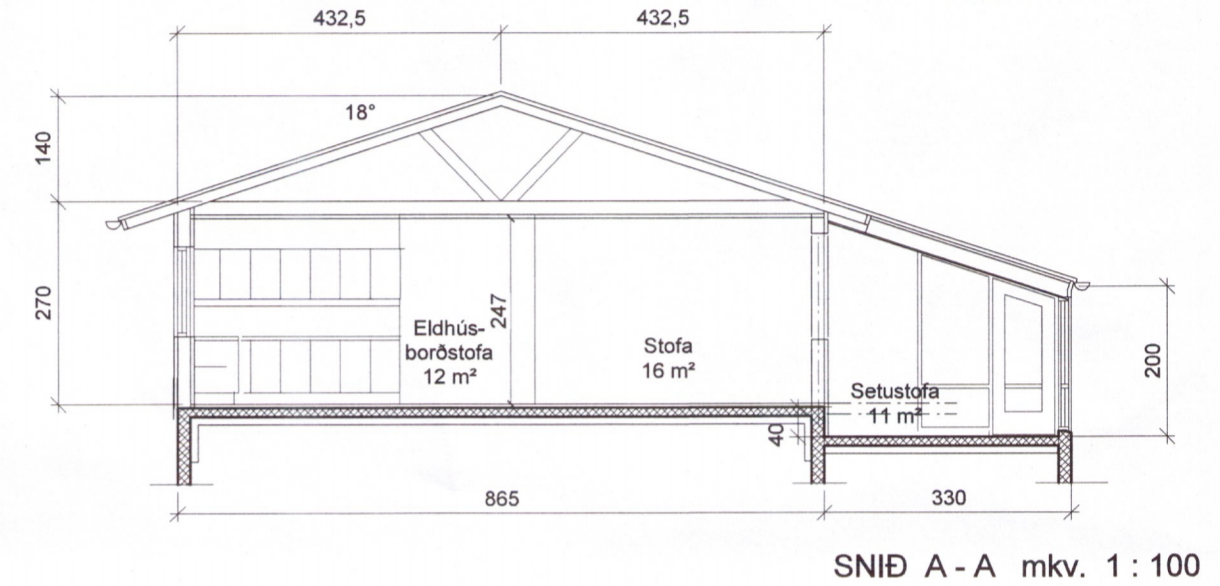 432,5
432,5
18°
140
270
247
Eldhús-
borðstofa
12 m²
Stofa
16 m²
Setustofa
11 m²
200
40
865
330
SNIÐ A - A mkv. 1 : 100